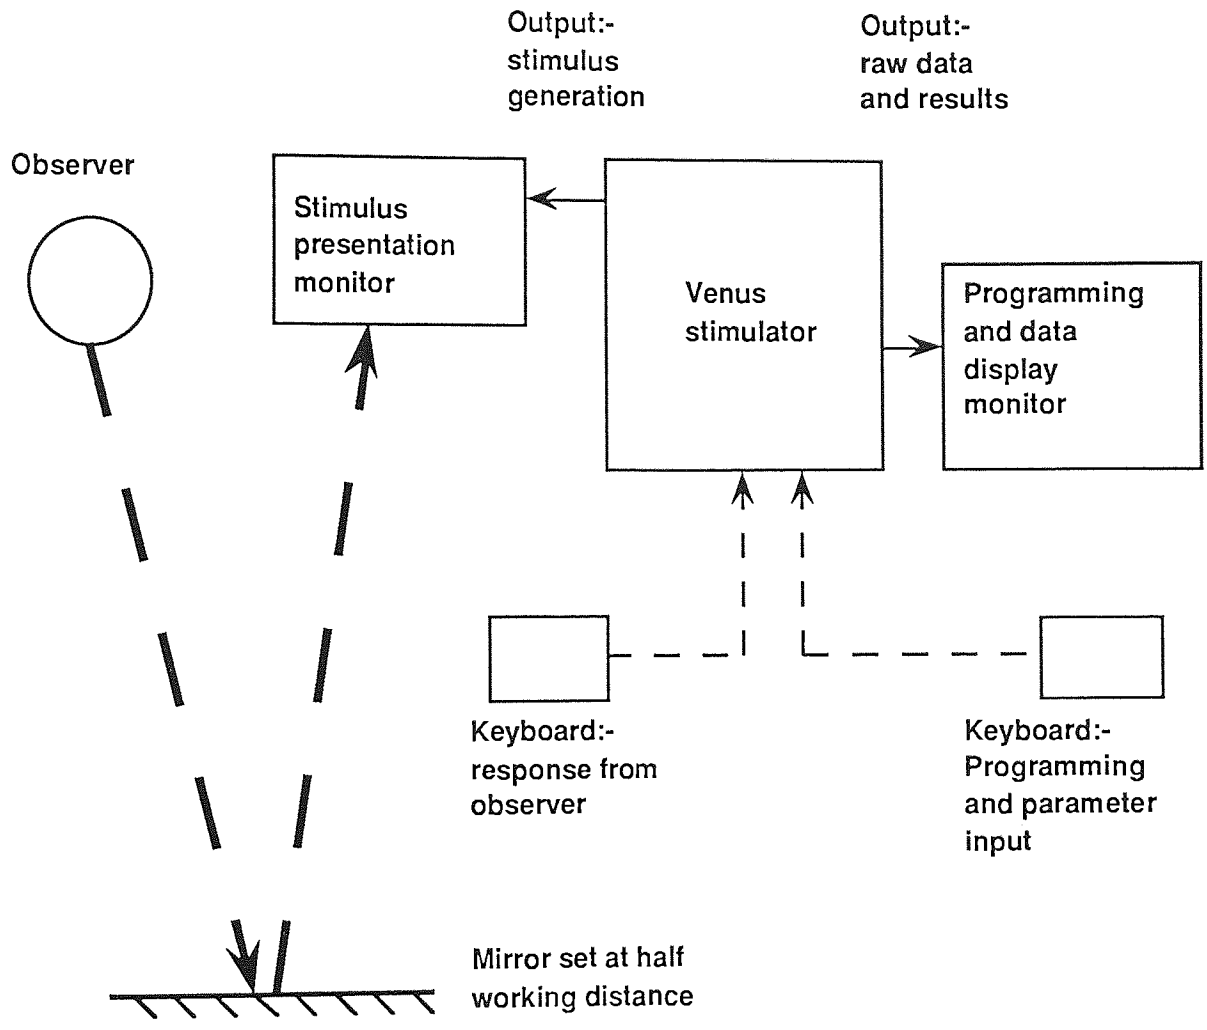 Output:-
stimulus
generation
Output:-
raw data
and results
Observer
Stimulus
presentation
monitor
Venus
stimulator
Programming
and data
display
monitor
Keyboard:-
response from
observer
Keyboard:-
Programming
and parameter
input
Mirror set at half
working distance